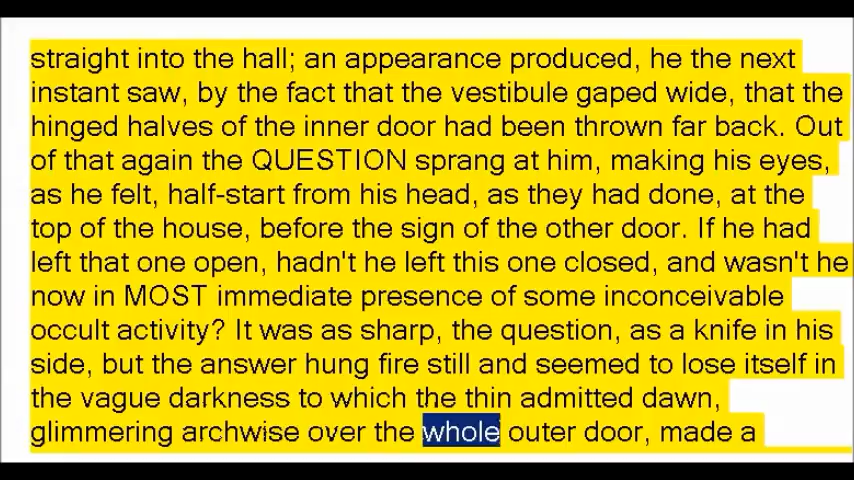 straight into the hall; an appearance produced, he the next
instant saw, by the fact that the vestibule gaped wide, that the
hinged halves of the inner door had been thrown far back. Out
of that again the QUESTION sprang at him, making his eyes,
as he felt, half-start from his head, as they had done, at the
top of the house, before the sign of the other door. If he had
left that one open, hadn't he left this one closed, and wasn't he
now in MOST immediate presence of some inconceivable
occult activity? It was as sharp, the question, as a knife in his
side, but the answer hung fire still and seemed to lose itself in
the vague darkness to which the thin admitted dawn,
glimmering archwise over the whole outer door, made a